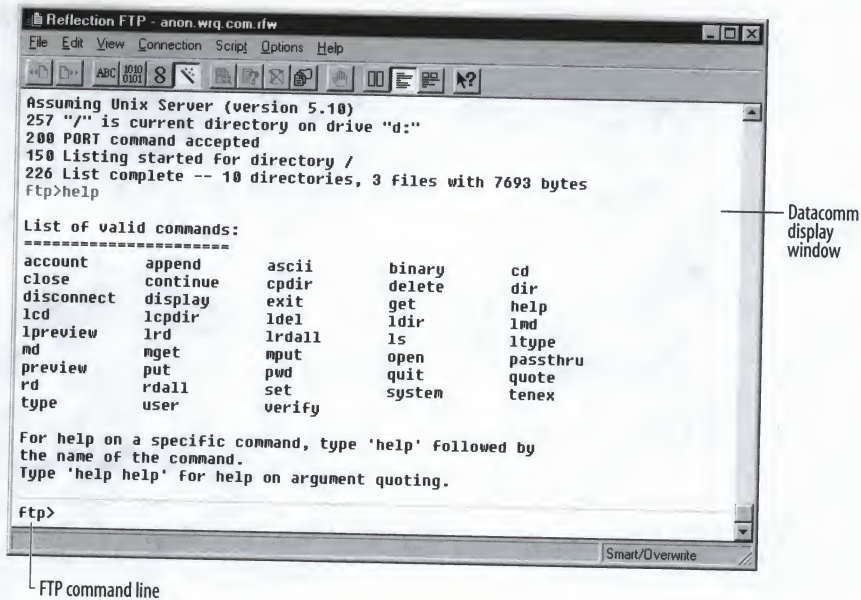 Reflection FTP - anon.wrq.com.rfw
File Edit View Connection Script Options Help
ABC 1010 0101 8
Assuming Unix Server (version 5.10)
257 "/" is current directory on drive "d:"
200 PORT command accepted
150 Listing started for directory /
226 List complete -- 10 directories, 3 files with 7693 bytes
ftp>help
List of valid commands:
=======================
account append ascii binary cd
close continue cpdir delete dir
disconnect display exit get help
lcd lcpdir ldel ldir lmd
lpreview lrd lrdall ls ltype
md mget mput open passthru
preview put pwd quit quote
rd rdall set system tenex
type user verify
For help on a specific command, type 'help' followed by
the name of the command.
Type 'help help' for help on argument quoting.
ftp>
Smart/Overwrite
Datacomm
display
window
FTP command line